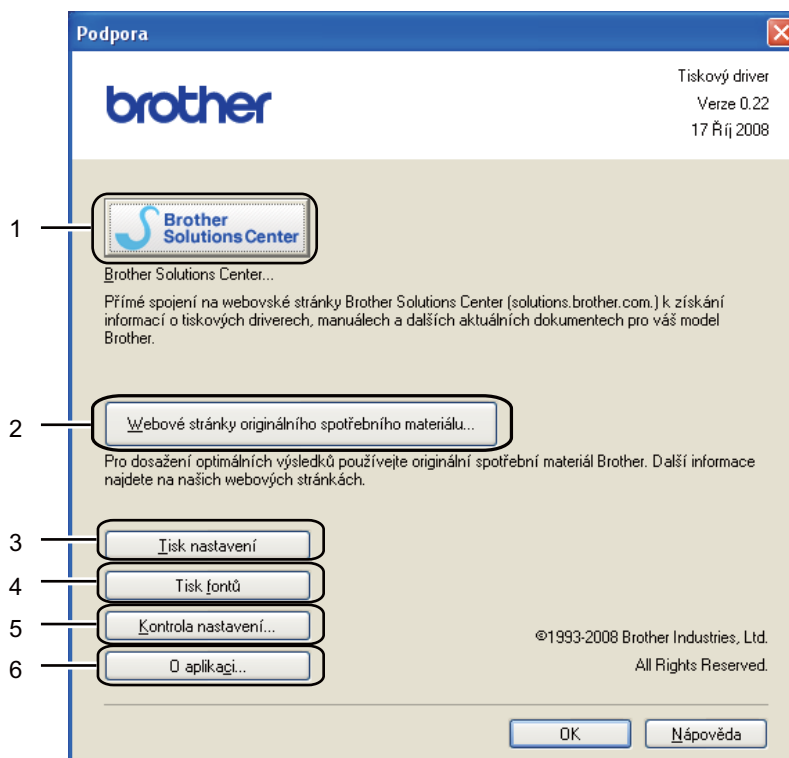 Podpora
brother
Tiskový driver
Verze 0.22
17 Říj 2008
1
Brother
Solutions Center
Brother Solutions Center...
Přímé spojení na webovské stránky Brother Solutions Center (solutions.brother.com.) k získání
informací o tiskových driverech, manuálech a dalších aktuálních dokumentech pro váš model
Brother.
2
Webové stránky originálního spotřebního materiálu...
Pro dosažení optimálních výsledků používejte originální spotřební materiál Brother. Další informace
najdete na našich webových stránkách.
3
Tisk nastavení
4
Tisk fontů
5
Kontrola nastavení...
6
O aplikaci...
©1993-2008 Brother Industries, Ltd.
All Rights Reserved.
OK
Nápověda